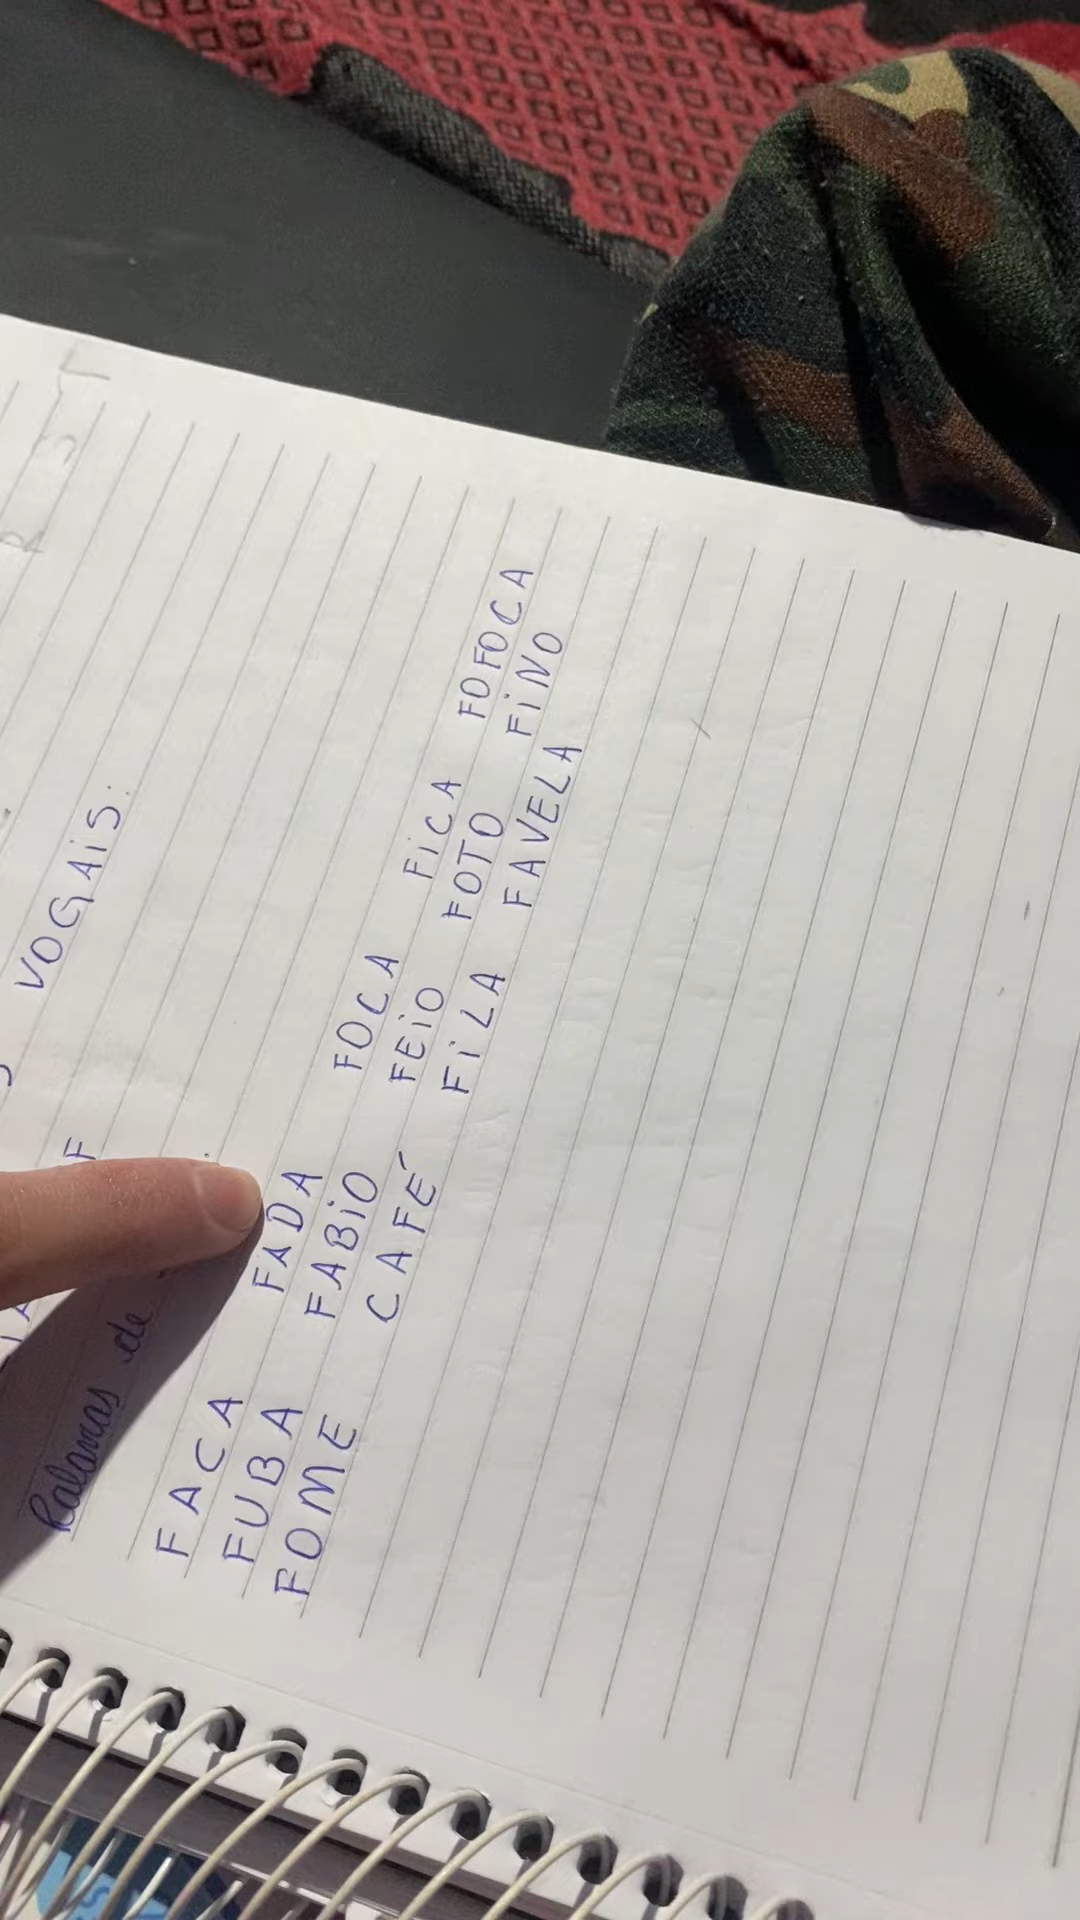 VOGAIS:
Palavras de F
FACA FADA FOCA FICA FOFOCA
FUBA FABIO FEIO FOTO FINO
FOME CAFÉ FILA FAVELA